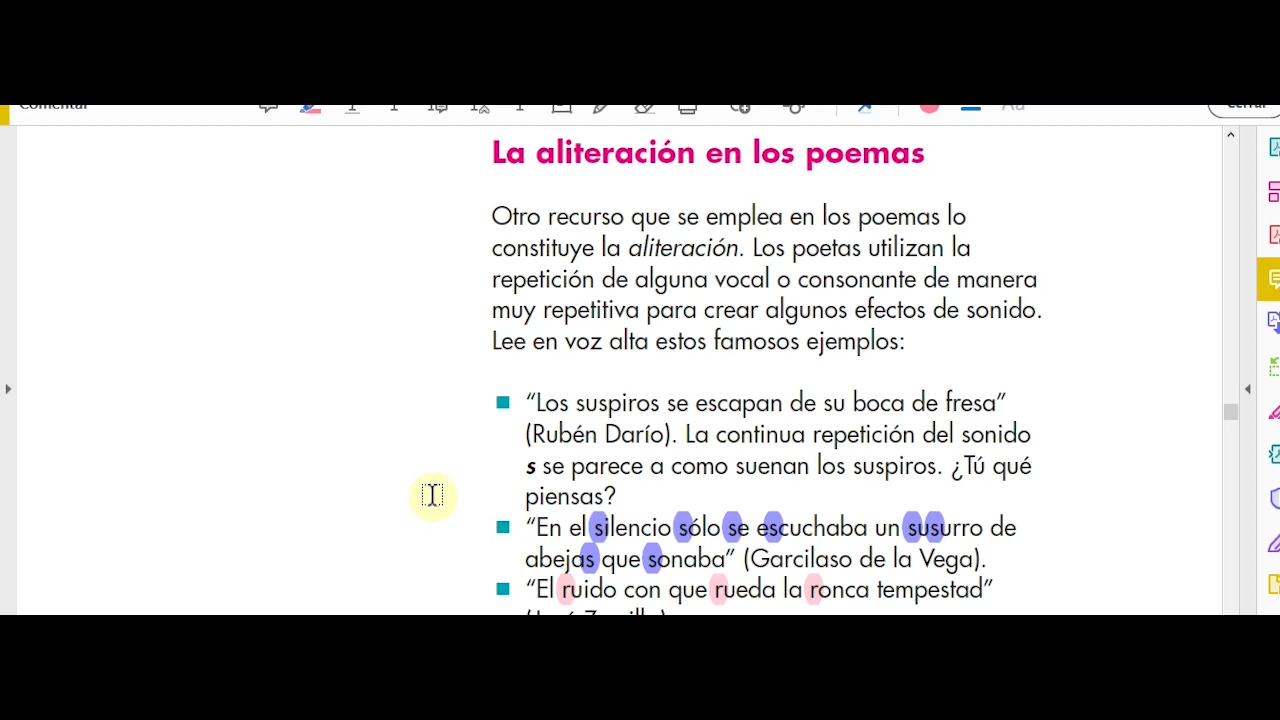 Comentar
Cerrar
La aliteración en los poemas
Otro recurso que se emplea en los poemas lo
constituye la aliteración. Los poetas utilizan la
repetición de alguna vocal o consonante de manera
muy repetitiva para crear algunos efectos de sonido.
Lee en voz alta estos famosos ejemplos:
“Los suspiros se escapan de su boca de fresa”
(Rubén Darío). La continua repetición del sonido
s se parece a como suenan los suspiros. ¿Tú qué
piensas?
“En el silencio sólo se escuchaba un susurro de
abejas que sonaba” (Garcilaso de la Vega).
“El ruido con que rueda la ronca tempestad”